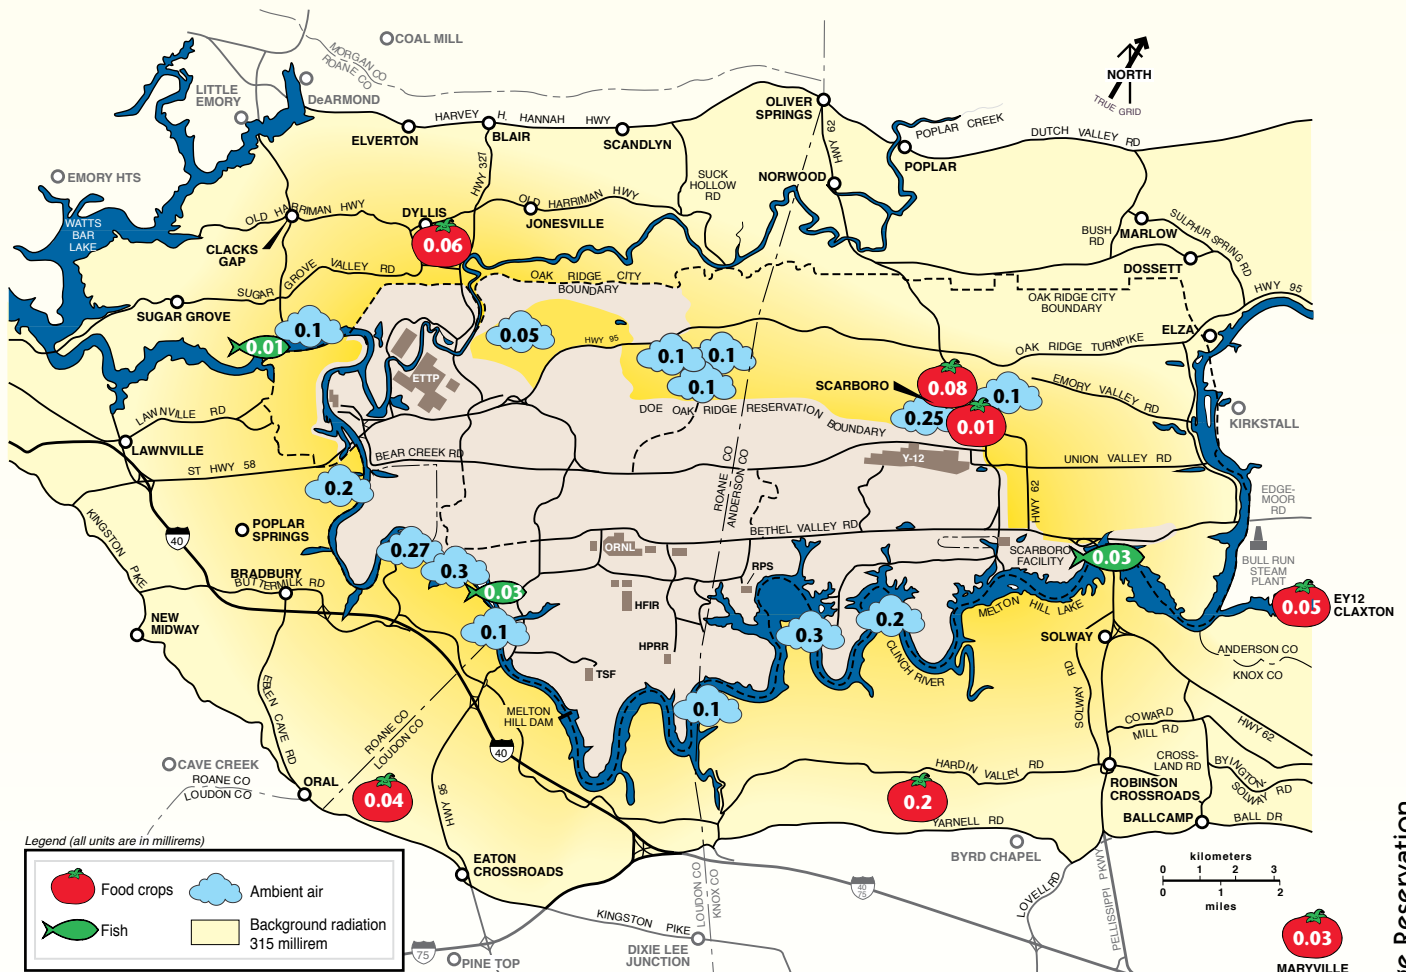 COAL MILL
MORGAN CO
ROANE CO
NORTH
TRUE GRID
LITTLE
EMORY
DeARMOND
OLIVER
SPRINGS
HARVEY H. HANNAH HWY
ELVERTON
BLAIR
SCANDLYN
HWY 62
POPLAR CREEK
DUTCH VALLEY RD
POPLAR
EMORY HTS
HWY 327
SUCK
HOLLOW
RD
NORWOOD
WATTS
BAR
LAKE
OLD HARRIMAN HWY
DYLLIS
OLD HARRIMAN HWY
JONESVILLE
BUSH
RD
MARLOW
SULPHUR SPRING RD
CLACKS
GAP
0.06
SUGAR GROVE VALLEY RD
OAK RIDGE CITY
BOUNDARY
DOSSETT
OAK RIDGE CITY
BOUNDARY
HWY 95
SUGAR GROVE
0.1
0.01
0.05
HWY 95
0.1
0.1
0.1
ELZA
OAK RIDGE TURNPIKE
ETTP
SCARBORO
0.08
0.1
0.25
0.01
EMORY VALLEY RD
DOE OAK RIDGE RESERVATION
BOUNDARY
KIRKSTALL
LAWNVILLE RD
LAWNVILLE
ST HWY 58
BEAR CREEK RD
Y-12
UNION VALLEY RD
ROANE CO
ANDERSON CO
0.2
HWY 62
EDGE-
MOOR
RD
KINGSTON PIKE
40
POPLAR
SPRINGS
BETHEL VALLEY RD
0.27
0.3
ORNL
SCARBORO
FACILITY
0.03
BULL RUN
STEAM
PLANT
BRADBURY
BUTTERMILK RD
0.03
RPS
HFIR
MELTON HILL LAKE
0.05
EY12
CLAXTON
NEW
MIDWAY
0.1
0.3
0.2
SOLWAY
HPRR
TSF
CLINCH RIVER
ANDERSON CO
KNOX CO
EBLEN CAVE RD
SOLWAY RD
ROANE CO
LOUDON CO
MELTON
HILL DAM
0.1
COWARD
MILL RD
HWY 62
40
CAVE CREEK
ROANE CO
LOUDON CO
ORAL
0.04
HWY 95
HARDIN VALLEY RD
0.2
YARNELL RD
CROSS-
LAND RD
BYINGTON
SOLWAY RD
ROBINSON
CROSSROADS
BALLCAMP
BALL DR
Legend (all units are in millirems)
Food crops
Ambient air
Fish
Background radiation
315 millirem
EATON
CROSSROADS
BYRD CHAPEL
kilometers
0 1 2 3
0 1 2
miles
LOUDON CO
KNOX CO
40
75
LOVELL RD
PELLISSIPPI PKWY
KINGSTON PIKE
DIXIE LEE
JUNCTION
75
PINE TOP
0.03
MARYVILLE
Reservation